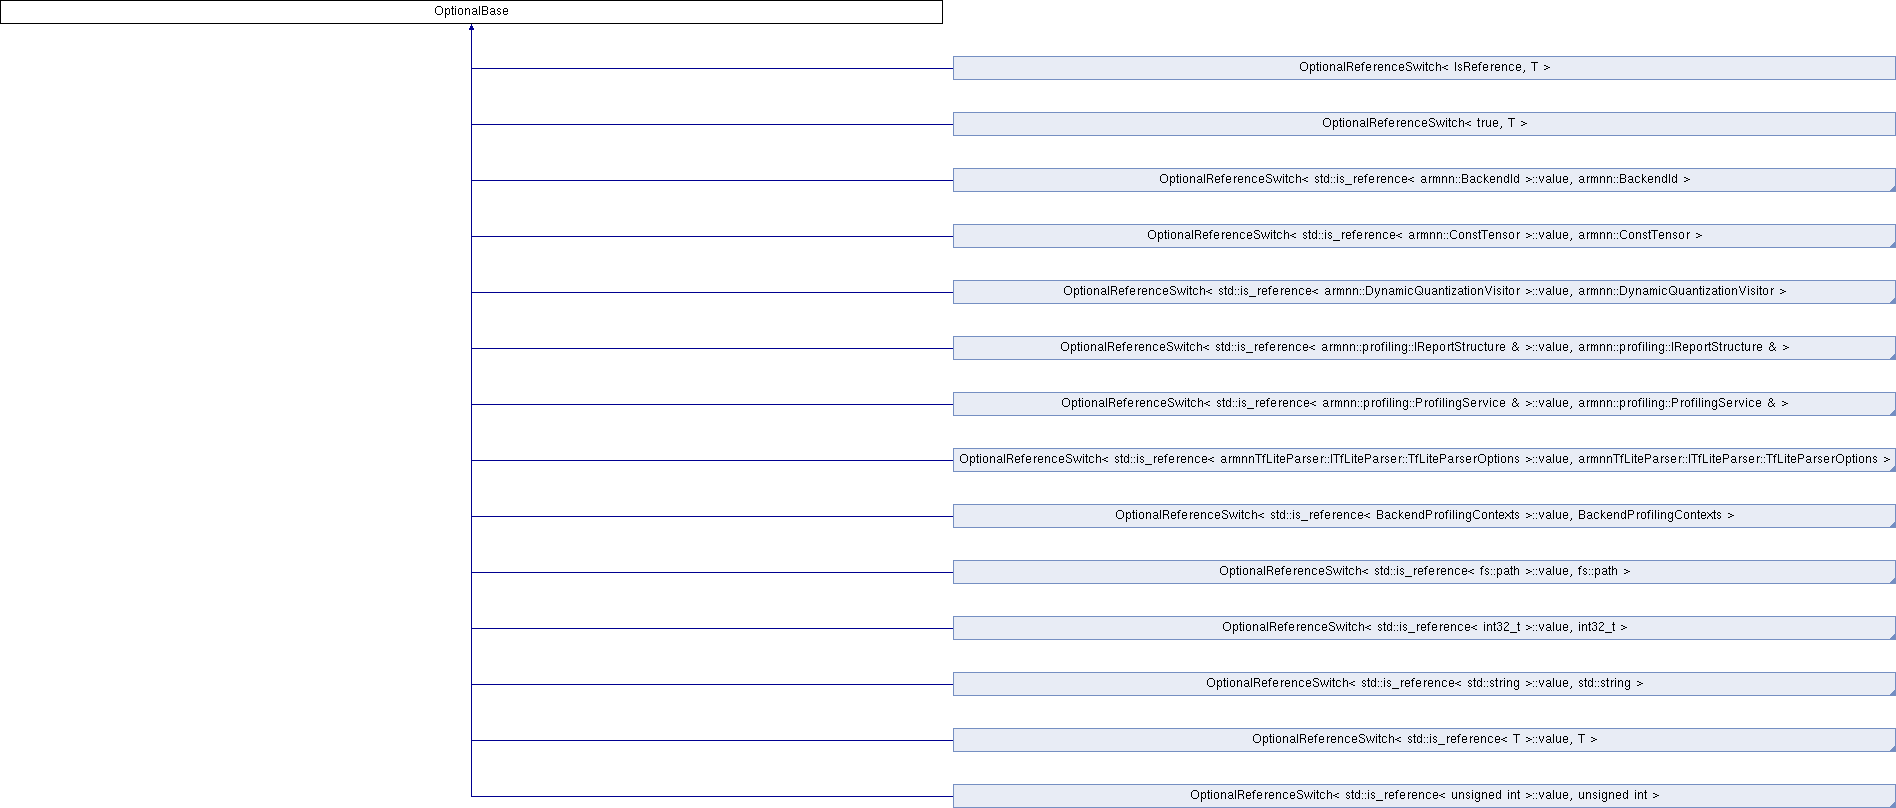 OptionalBase
OptionalReferenceSwitch< IsReference, T >
OptionalReferenceSwitch< true, T >
OptionalReferenceSwitch< std::is_reference< armnn::BackendId >::value, armnn::BackendId >
OptionalReferenceSwitch< std::is_reference< armnn::ConstTensor >::value, armnn::ConstTensor >
OptionalReferenceSwitch< std::is_reference< armnn::DynamicQuantizationVisitor >::value, armnn::DynamicQuantizationVisitor >
OptionalReferenceSwitch< std::is_reference< armnn::profiling::IReportStructure & >::value, armnn::profiling::IReportStructure & >
OptionalReferenceSwitch< std::is_reference< armnn::profiling::ProfilingService & >::value, armnn::profiling::ProfilingService & >
OptionalReferenceSwitch< std::is_reference< armnnTfLiteParser::ITfLiteParser::TfLiteParserOptions >::value, armnnTfLiteParser::ITfLiteParser::TfLiteParserOptions >
OptionalReferenceSwitch< std::is_reference< BackendProfilingContexts >::value, BackendProfilingContexts >
OptionalReferenceSwitch< std::is_reference< fs::path >::value, fs::path >
OptionalReferenceSwitch< std::is_reference< int32_t >::value, int32_t >
OptionalReferenceSwitch< std::is_reference< std::string >::value, std::string >
OptionalReferenceSwitch< std::is_reference< T >::value, T >
OptionalReferenceSwitch< std::is_reference< unsigned int >::value, unsigned int >